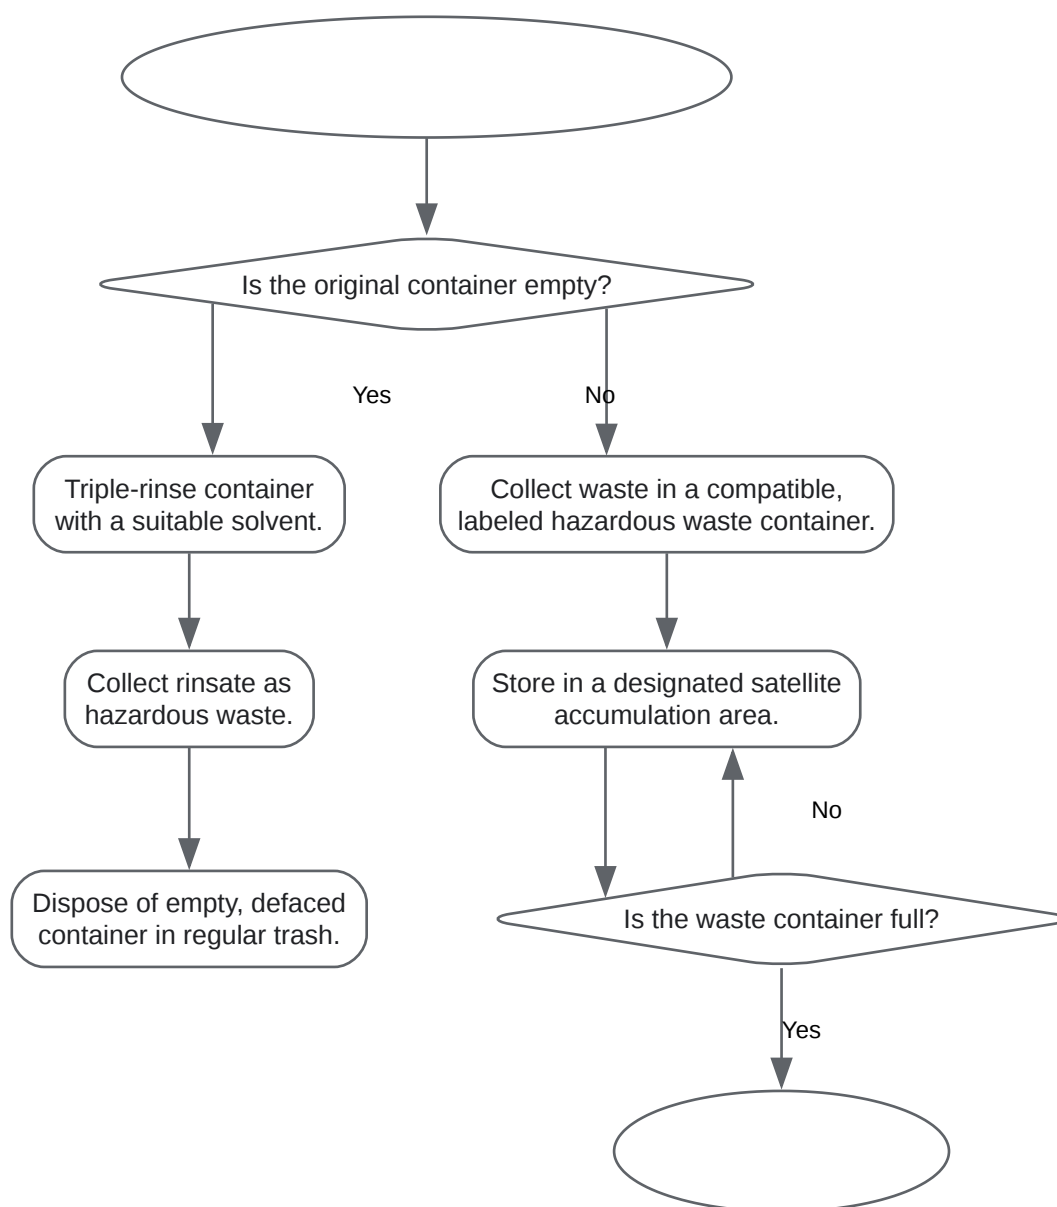 Is the original container empty?
Yes
No
Triple-rinse container
with a suitable solvent.
Collect waste in a compatible,
labeled hazardous waste container.
Collect rinsate as
hazardous waste.
Store in a designated satellite
accumulation area.
No
Dispose of empty, defaced
container in regular trash.
Is the waste container full?
Yes